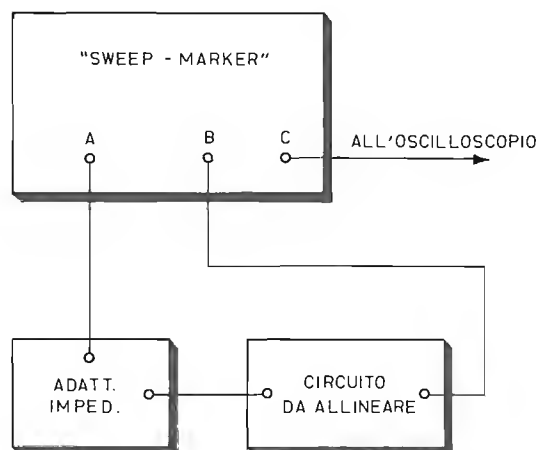 "SWEEP - MARKER"
A
B
C
ALL'OSCILLOSCOPIO
ADATT.
IMPED.
CIRCUITO
DA ALLINEARE